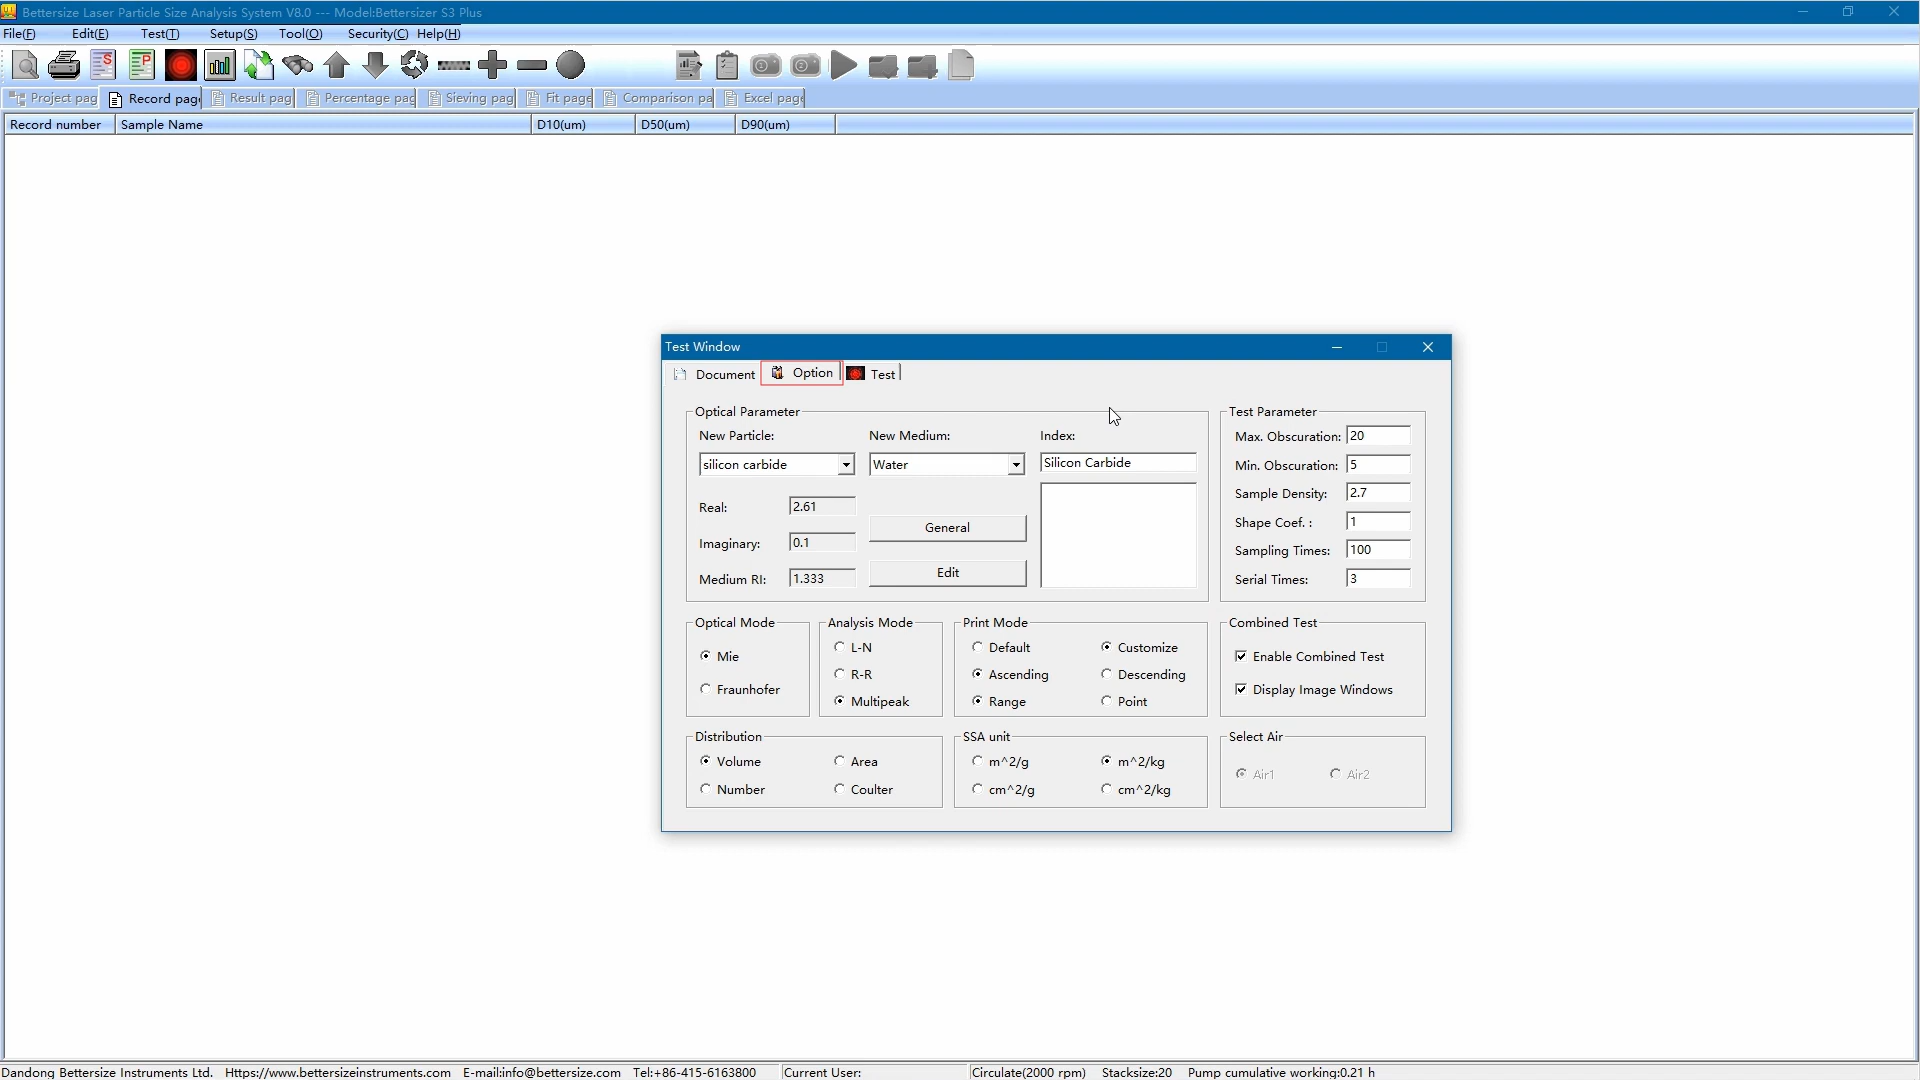 Bettersize Laser Particle Size Analysis System V8.0 --- Model:Bettersizer S3 Plus
File(F) Edit(E) Test(T) Setup(S) Tool(O) Security(C) Help(H)
Project pag Record page Result pag Percentage pag Sieving pag Fit page Comparison pa Excel page
Record number Sample Name D10(um) D50(um) D90(um)
Test Window
Document Option Test
Optical Parameter
New Particle: New Medium: Index:
silicon carbide Water Silicon Carbide
Real: 2.61
General
Imaginary: 0.1
Edit
Medium RI: 1.333
Test Parameter
Max. Obscuration: 20
Min. Obscuration: 5
Sample Density: 2.7
Shape Coef. : 1
Sampling Times: 100
Serial Times: 3
Optical Mode
Mie
Fraunhofer
Analysis Mode
L-N
R-R
Multipeak
Print Mode
Default Customize
Ascending Descending
Range Point
Combined Test
Enable Combined Test
Display Image Windows
Distribution
Volume Area
Number Coulter
SSA unit
m^2/g m^2/kg
cm^2/g cm^2/kg
Select Air
Air1 Air2
Dandong Bettersize Instruments Ltd. Https://www.bettersizeinstruments.com E-mail:info@bettersize.com Tel:+86-415-6163800 Current User: Circulate(2000 rpm) Stacksize:20 Pump cumulative working:0.21 h